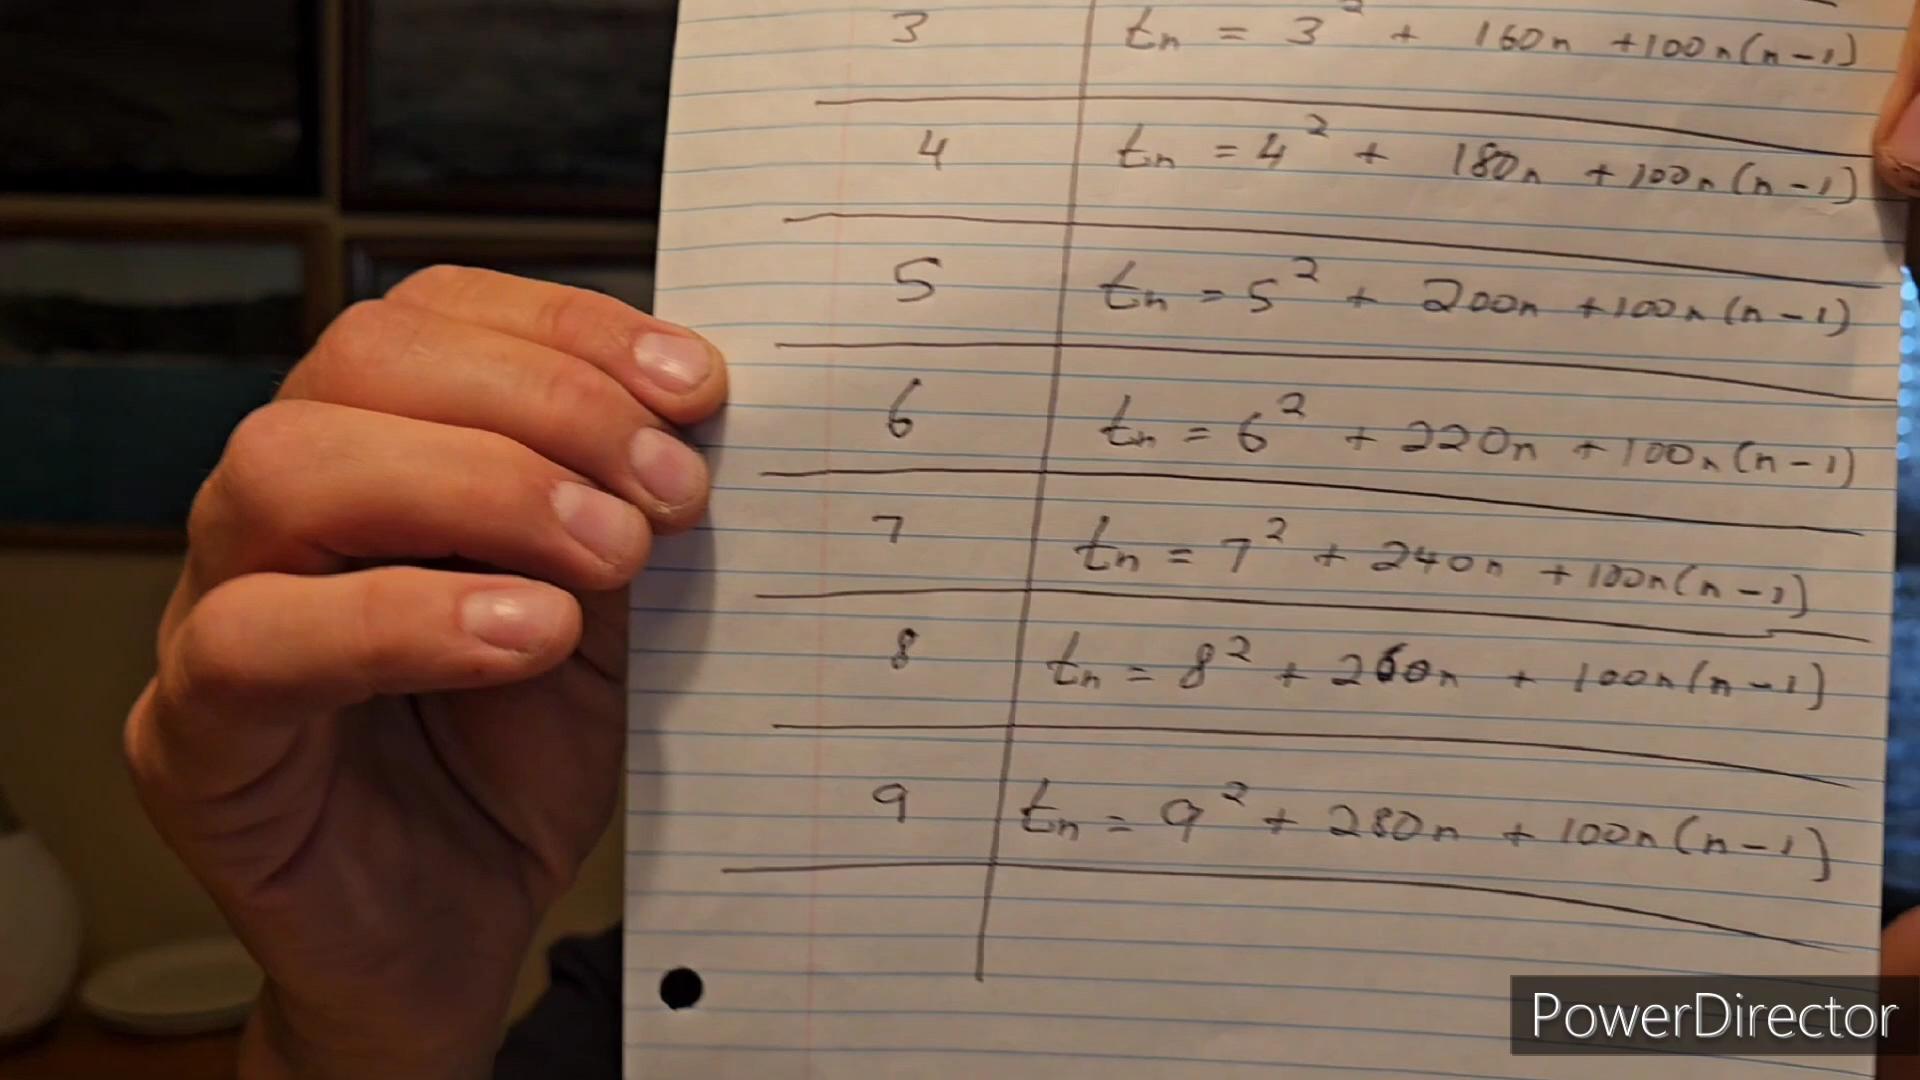 3 tn = 3² + 160n +100n(n-1)
4 tn = 4² + 180n +100n(n-1)
5 tn = 5² + 200n +100n(n-1)
6 tn = 6² + 220n +100n(n-1)
7 tn = 7² + 240n +100n(n-1)
8 tn = 8² + 260n + 100n(n-1)
9 tn = 9² + 280n + 100n(n-1)
PowerDirector